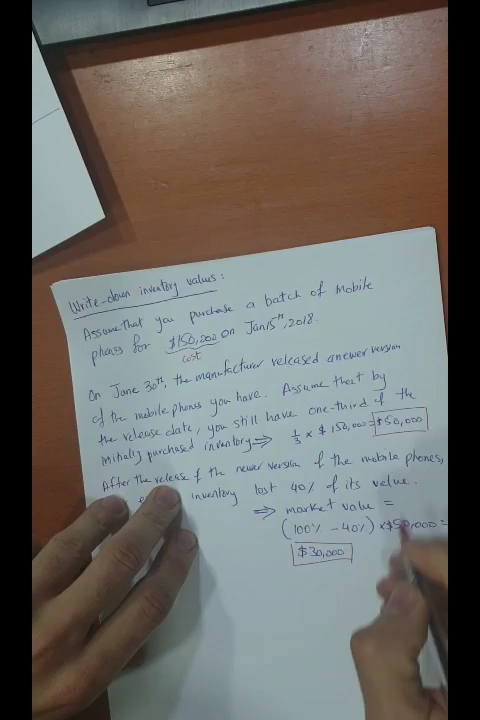 Write-down inventory values:
Assume that you purchase a batch of mobile
phones for $150,000 on Jan 15th, 2018.
cost
On June 30th, the manufacturer released a newer version
of the mobile phones you have. Assume that by
the release date, you still have one-third of the
initially purchased inventory ⇒ 1/3 × $150,000 = $50,000
After the release of the newer version of the mobile phones,
inventory lost 40% of its value.
⇒ market value =
(100% - 40%) × $50,000 =
$30,000